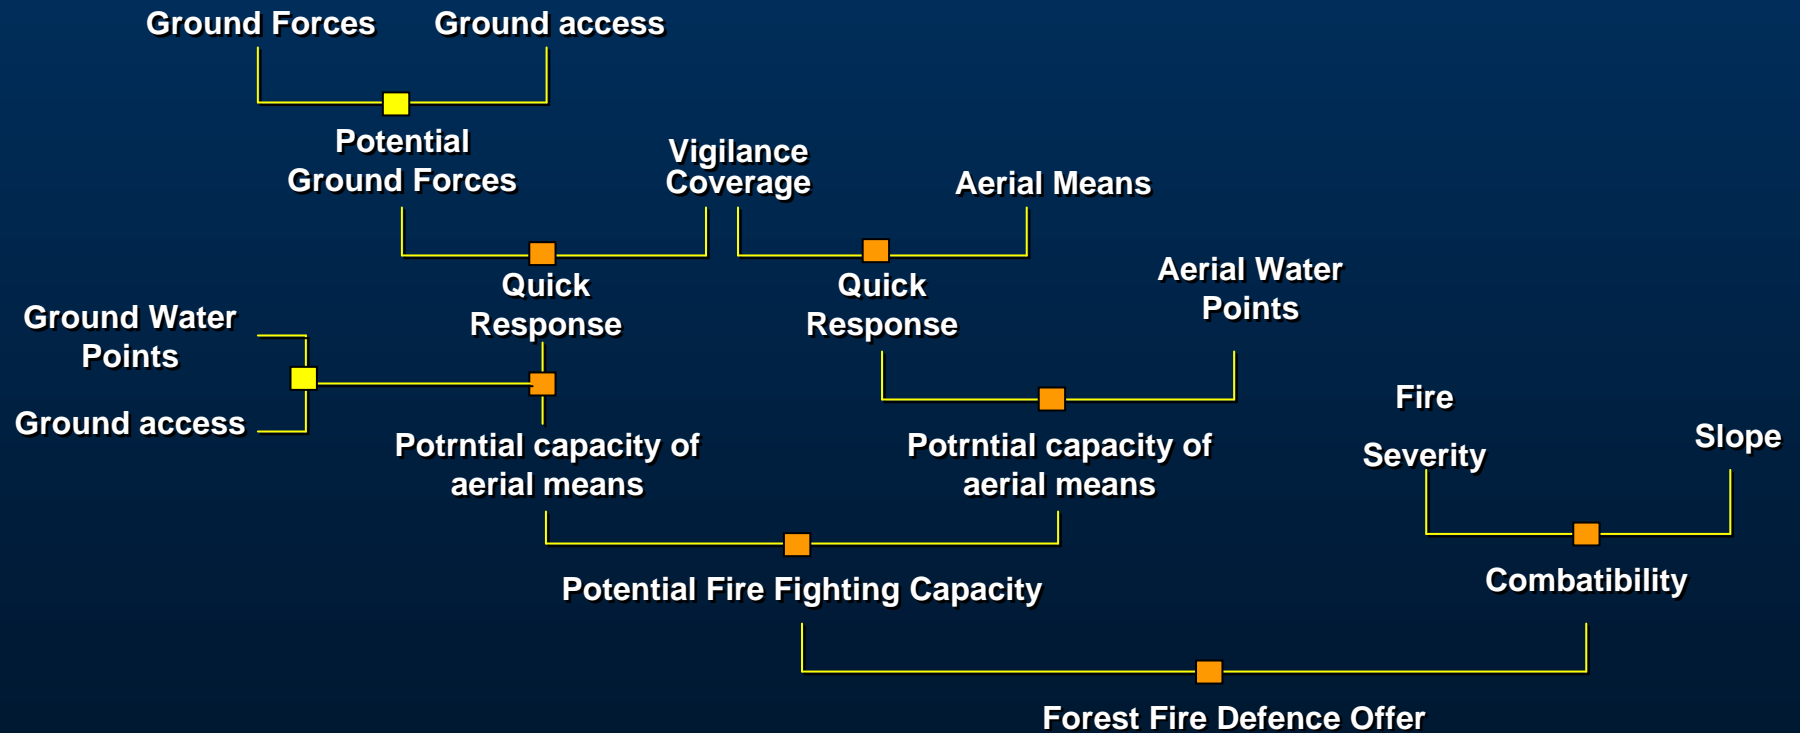 Ground Forces
Ground access
Potential
Ground Forces
Vigilance
Coverage
Aerial Means
Quick
Response
Quick
Response
Aerial Water
Points
Ground Water
Points
Ground access
Potrntial capacity of
aerial means
Potrntial capacity of
aerial means
Fire
Severity
Slope
Potential Fire Fighting Capacity
Combatibility
Forest Fire Defence Offer